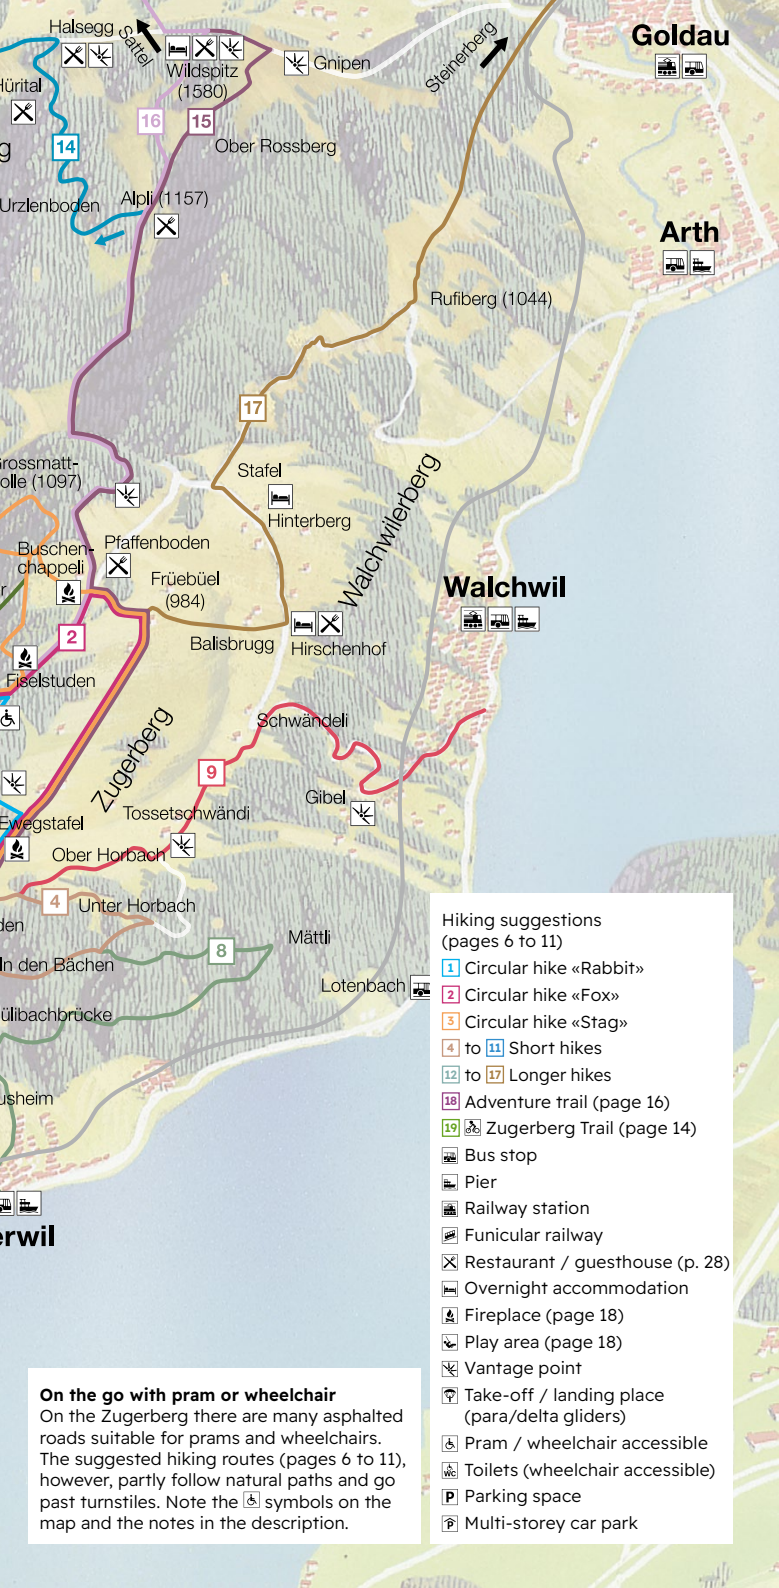 Halsegg
Sattel
Wildspitz
(1580)
Gnipen
Steinerberg
Goldau
Hürital
16
15
14
Ober Rossberg
g
Urzlenboden
Alpli (1157)
Arth
Rufiberg (1044)
17
Grossmatt-
olle (1097)
Stafel
Hinterberg
Walchwilerberg
Buschen-
chappeli
Pfaffenboden
Früebüel
(984)
Walchwil
r
2
Balisbrugg
Hirschenhof
Fiselstuden
Zugerberg
Schwändeli
9
Gibel
Tossetschwändi
Ewegstafel
Ober Horbach
4
Unter Horbach
den
8
Mättli
In den Bächen
Lotenbach
ülibachbrücke
usheim
erwil
Hiking suggestions
(pages 6 to 11)
1 Circular hike «Rabbit»
2 Circular hike «Fox»
3 Circular hike «Stag»
4 to 11 Short hikes
12 to 17 Longer hikes
18 Adventure trail (page 16)
19 Zugerberg Trail (page 14)
Bus stop
Pier
Railway station
Funicular railway
Restaurant / guesthouse (p. 28)
Overnight accommodation
Fireplace (page 18)
Play area (page 18)
Vantage point
Take-off / landing place
(para/delta gliders)
Pram / wheelchair accessible
Toilets (wheelchair accessible)
P Parking space
P Multi-storey car park
On the go with pram or wheelchair
On the Zugerberg there are many asphalted
roads suitable for prams and wheelchairs.
The suggested hiking routes (pages 6 to 11),
however, partly follow natural paths and go
past turnstiles. Note the symbols on the
map and the notes in the description.